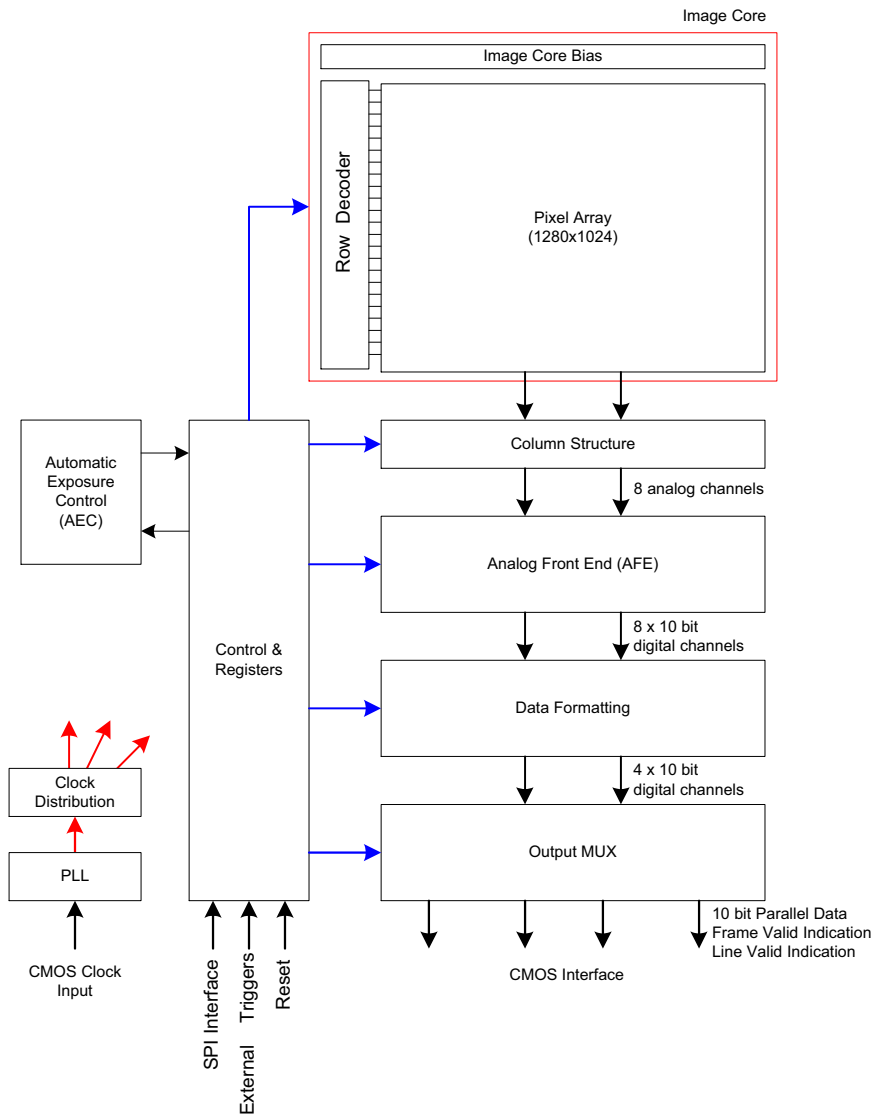 Image Core
Image Core Bias
Row Decoder
Pixel Array
(1280x1024)
Column Structure
8 analog channels
Automatic
Exposure
Control
(AEC)
Analog Front End (AFE)
8 x 10 bit
digital channels
Control &
Registers
Data Formatting
4 x 10 bit
digital channels
Clock
Distribution
Output MUX
PLL
10 bit Parallel Data
Frame Valid Indication
Line Valid Indication
CMOS Clock
Input
SPI Interface
External Triggers
Reset
CMOS Interface